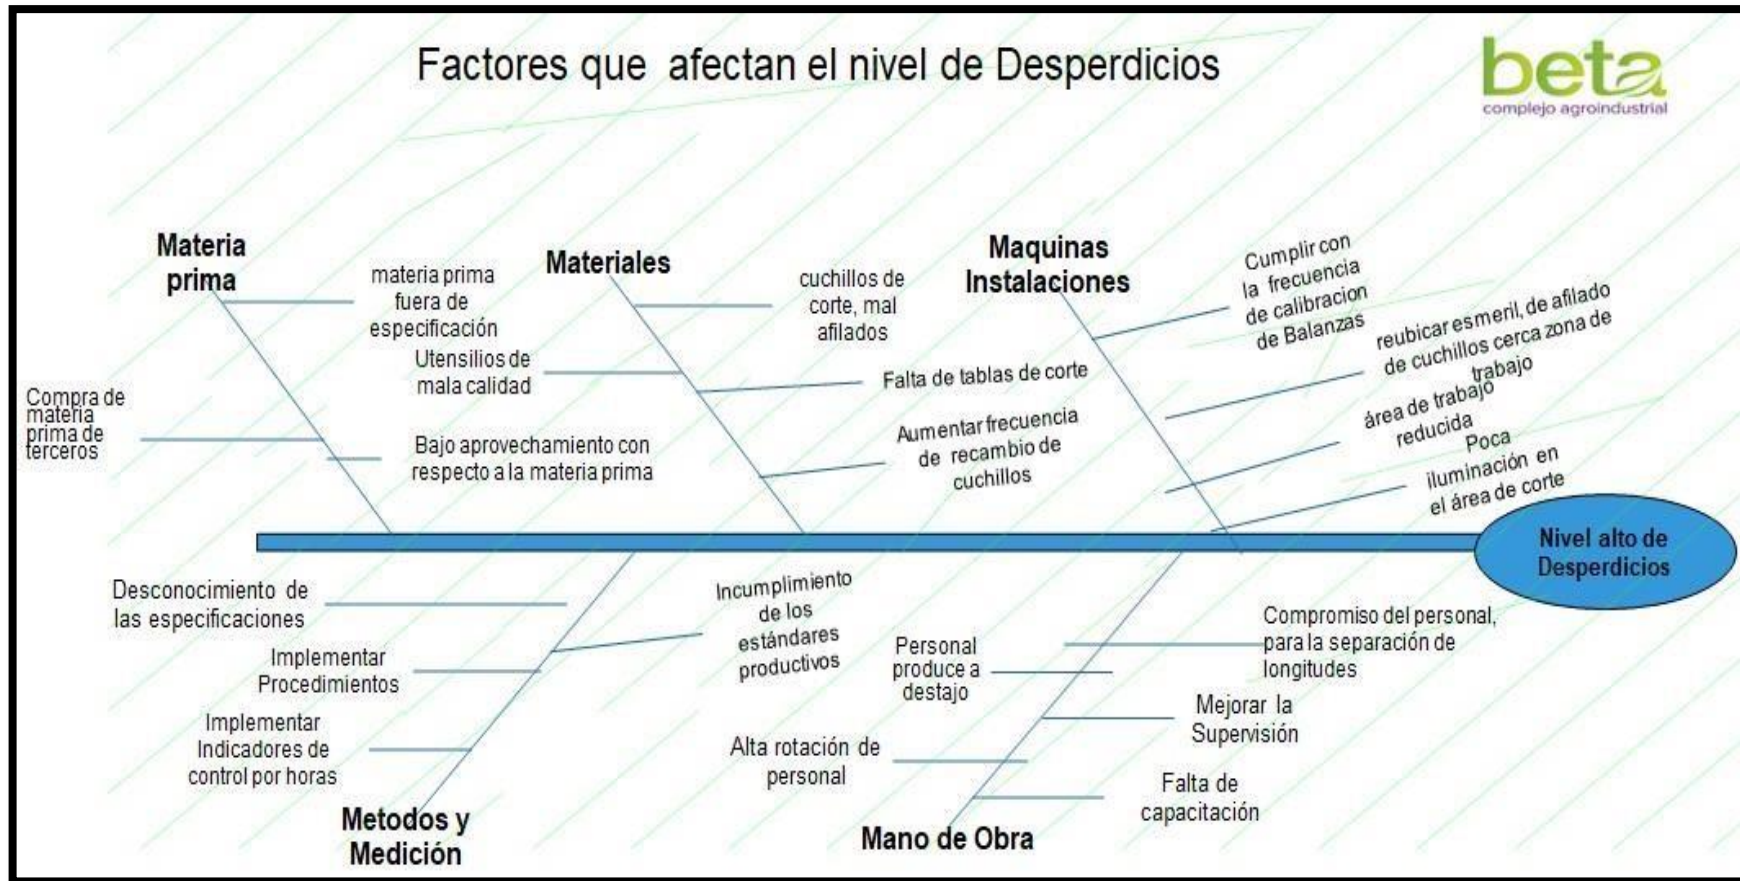 Factores que afectan el nivel de Desperdicios
beta
complejo agroindustrial
Materia
prima
materia prima
fuera de
especificación
Compra de
materia
prima de
terceros
Bajo aprovechamiento con
respecto a la materia prima
Materiales
cuchillos de
corte, mal
afilados
Utensilios de
mala calidad
Falta de tablas de corte
Aumentar frecuencia
de recambio de
cuchillos
Maquinas
Instalaciones
Cumplir con
la frecuencia
de calibracion
de Balanzas
reubicar esmeril, de afilado
de cuchillos cerca zona de
trabajo
área de trabajo
reducida
Poca
iluminación en
el área de corte
Nivel alto de
Desperdicios
Desconocimiento de
las especificaciones
Incumplimiento
de los
estándares
productivos
Implementar
Procedimientos
Implementar
Indicadores de
control por horas
Metodos y
Medición
Compromiso del personal,
para la separación de
longitudes
Personal
produce a
destajo
Mejorar la
Supervisión
Alta rotación de
personal
Falta de
capacitación
Mano de Obra